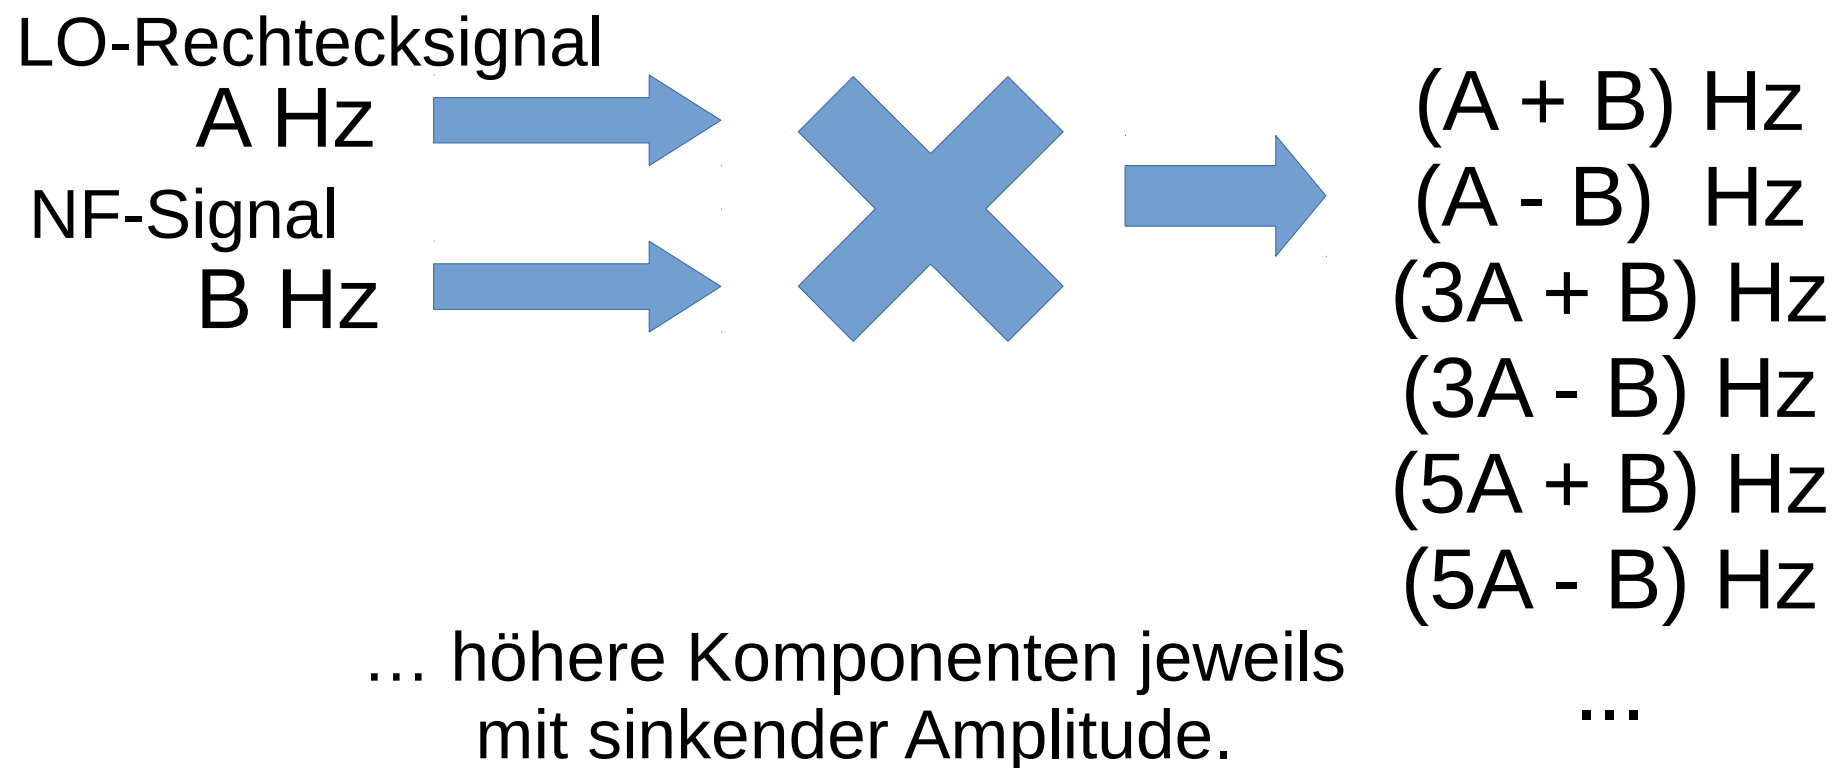 LO-Rechtecksignal
A Hz
NF-Signal
B Hz
(A + B) Hz
(A - B) Hz
(3A + B) Hz
(3A - B) Hz
(5A + B) Hz
(5A - B) Hz
...
… höhere Komponenten jeweils
mit sinkender Amplitude.